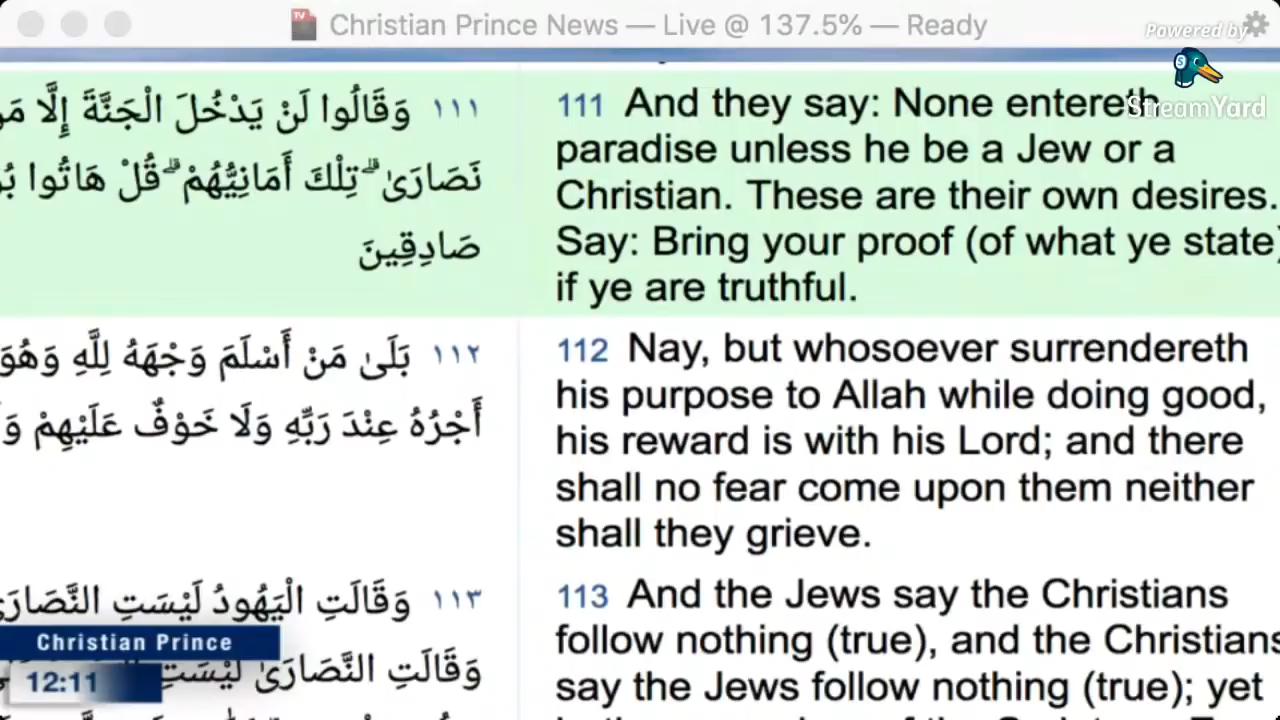 Christian Prince News — Live @ 137.5% — Ready
Powered by
StreamYard
١١١ وَقَالُوا لَنْ يَدْخُلَ الْجَنَّةَ إِلَّا
نَصَارَىٰ ۗ تِلْكَ أَمَانِيُّهُمْ ۗ قُلْ هَاتُوا
صَادِقِينَ
111 And they say: None entereth
paradise unless he be a Jew or a
Christian. These are their own desires.
Say: Bring your proof (of what ye state)
if ye are truthful.
١١٢ بَلَىٰ مَنْ أَسْلَمَ وَجْهَهُ لِلَّهِ وَهُوَ
أَجْرُهُ عِنْدَ رَبِّهِ وَلَا خَوْفٌ عَلَيْهِمْ
112 Nay, but whosoever surrendereth
his purpose to Allah while doing good,
his reward is with his Lord; and there
shall no fear come upon them neither
shall they grieve.
١١٣ وَقَالَتِ الْيَهُودُ لَيْسَتِ النَّصَارَىٰ
وَقَالَتِ النَّصَارَىٰ لَيْسَتِ
113 And the Jews say the Christians
follow nothing (true), and the Christians
say the Jews follow nothing (true); yet
Christian Prince
12:11